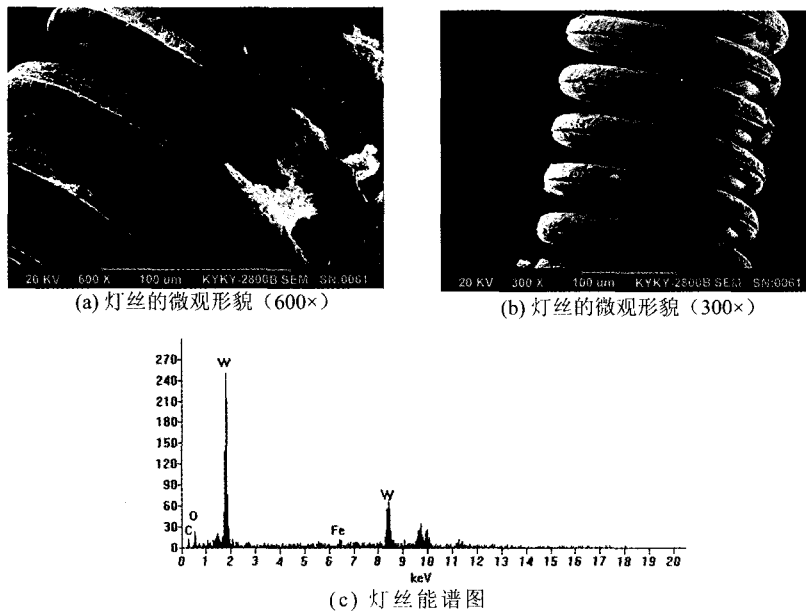 20 KV 600 X 100 um KYKY-2800B SEM SN:0061
20 KV 300 X 100 um KYKY-2800B SEM SN:0061
(a) 灯丝的微观形貌（600×）
(b) 灯丝的微观形貌（300×）
270
240
210
180
150
120
90
60
30
0
W
W
O
C
Fe
0 1 2 3 4 5 6 7 8 9 10 11 12 13 14 15 16 17 18 19 20
keV
(c) 灯丝能谱图